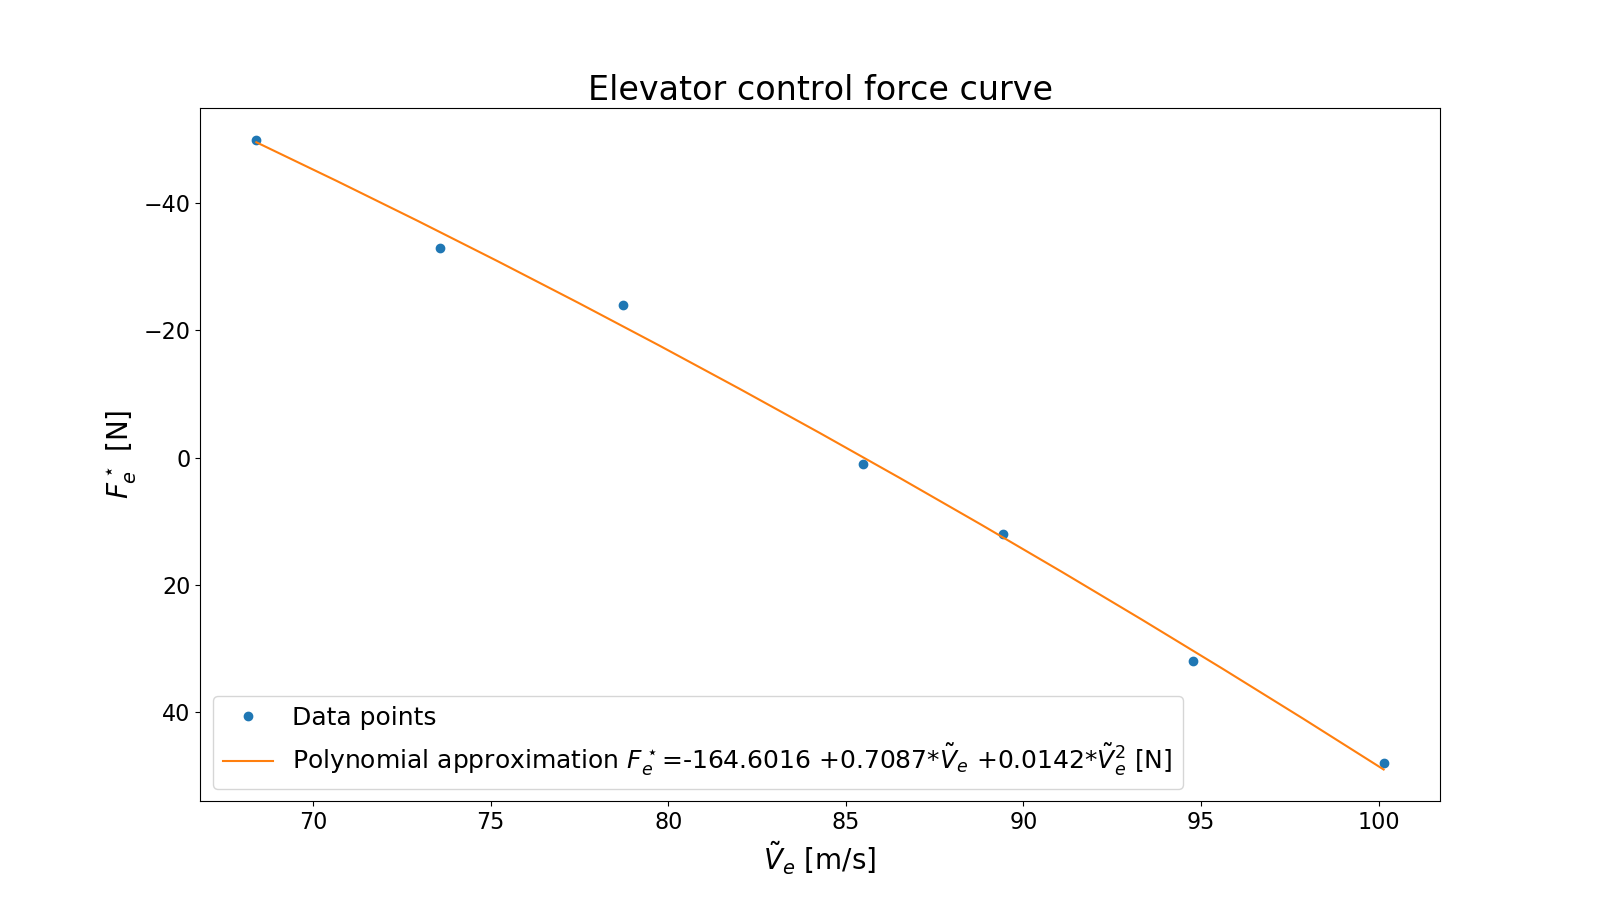 Elevator control force curve
−40
−20
0
20
40
F_e^⋆ [N]
Data points
Polynomial approximation F_e^⋆=-164.6016 +0.7087*Ṽ_e +0.0142*Ṽ_e^2 [N]
70 75 80 85 90 95 100
Ṽ_e [m/s]